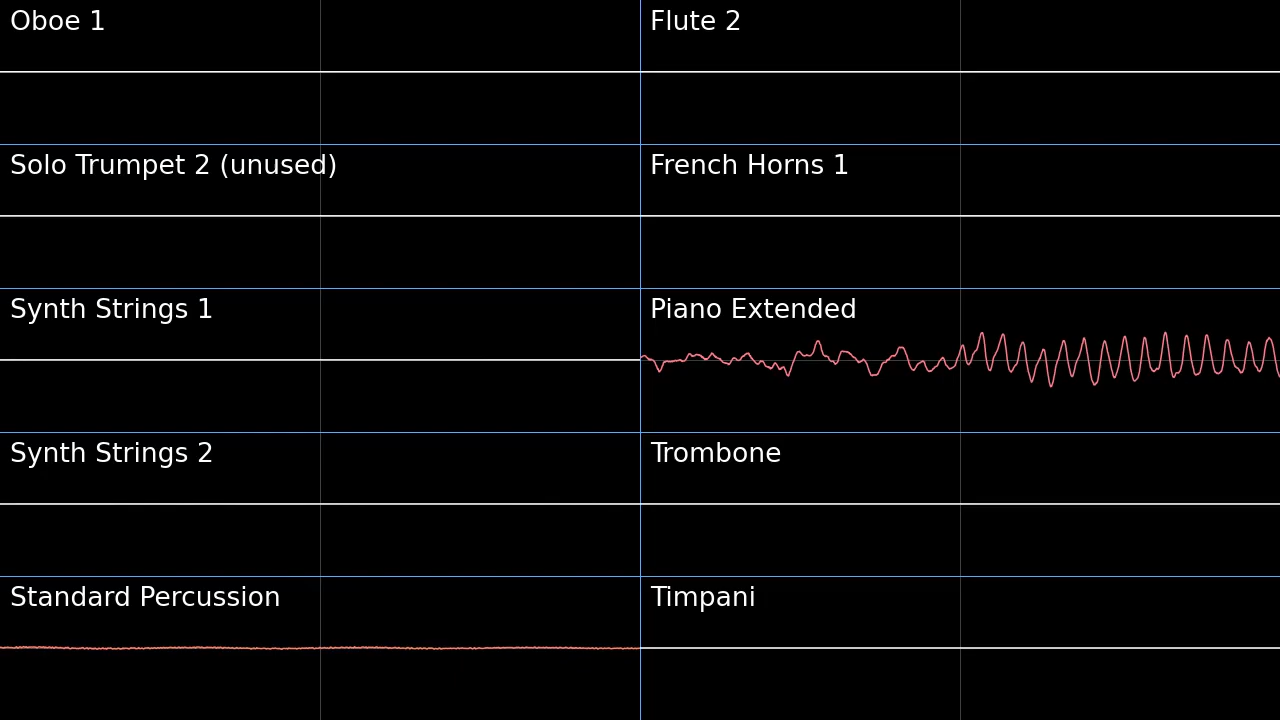 Oboe 1
Flute 2
Solo Trumpet 2 (unused)
French Horns 1
Synth Strings 1
Piano Extended
Synth Strings 2
Trombone
Standard Percussion
Timpani